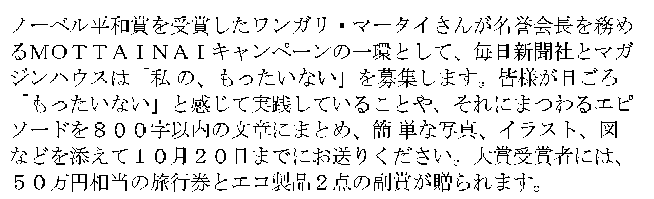 ノーベル平和賞を受賞したワンガリ・マータイさんが名誉会長を務め
るＭＯＴＴＡＩＮＡＩキャンペーンの一環として、毎日新聞社とマガ
ジンハウスは「私の、もったいない」を募集します。皆様が日ごろ
「もったいない」と感じて実践していることや、それにまつわるエピ
ソードを８００字以内の文章にまとめ、簡単な写真、イラスト、図
などを添えて１０月２０日までにお送りください。大賞受賞者には、
５０万円相当の旅行券とエコ製品２点の副賞が贈られます。